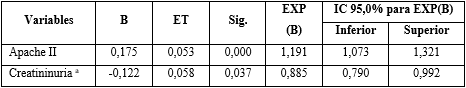 Variables B ET Sig. EXP (B) IC 95,0% para EXP(B)
Inferior Superior
Apache II 0,175 0,053 0,000 1,191 1,073 1,321
Creatininuria a -0,122 0,058 0,037 0,885 0,790 0,992